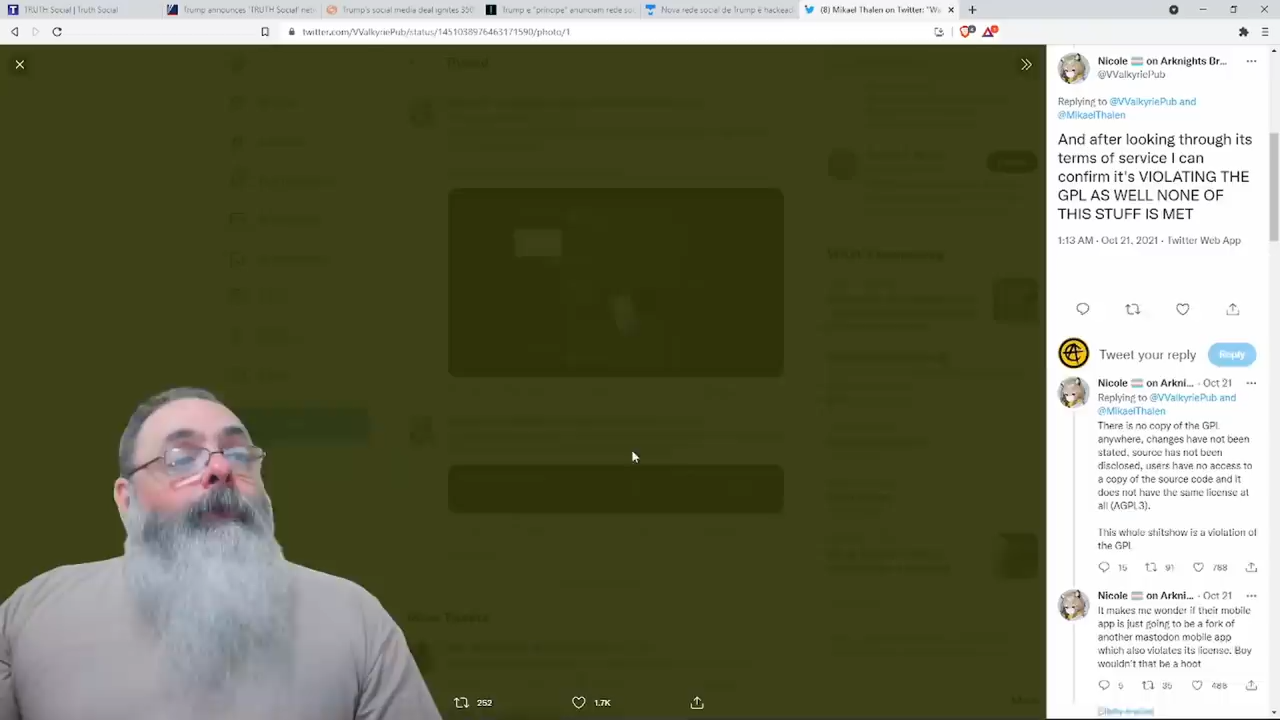 TRUTH Social | Truth Social
Trump announces 'TRUTH Social' net
Trump's social media deal ignites 350
Trump e "príncipe" anunciam rede so
Nova rede social de Trump é hackead
(8) Mikael Thalen on Twitter: "Wa
twitter.com/VValkyriePub/status/1451038976463171590/photo/1
Nicole on Arknights Br...
@VValkyriePub
Replying to @VValkyriePub and
@MikaelThalen
And after looking through its
terms of service I can
confirm it's VIOLATING THE
GPL AS WELL NONE OF
THIS STUFF IS MET
1:13 AM · Oct 21, 2021 · Twitter Web App
Tweet your reply
Reply
Nicole on Arkni... · Oct 21
Replying to @VValkyriePub and
@MikaelThalen
There is no copy of the GPL
anywhere, changes have not been
stated, source has not been
disclosed, users have no access to
a copy of the source code and it
does not have the same license at
all (AGPL3).
This whole shitshow is a violation of
the GPL
15 91 788
Nicole on Arkni... · Oct 21
It makes me wonder if their mobile
app is just going to be a fork of
another mastodon mobile app
which also violates its license. Boy
wouldn't that be a hoot
5 35 488
252 1.7K